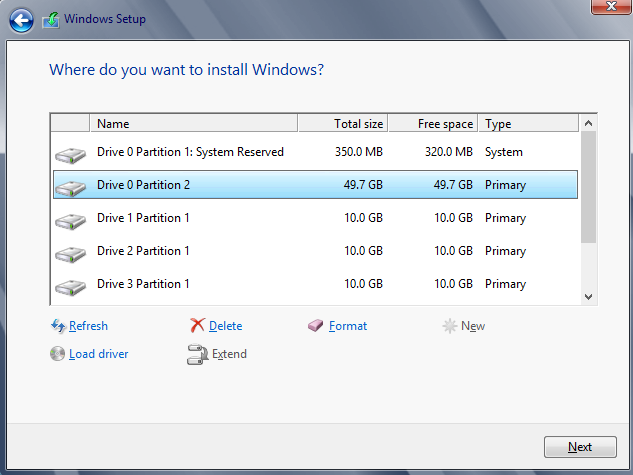 Windows Setup
Where do you want to install Windows?
Name Total size Free space Type
Drive 0 Partition 1: System Reserved 350.0 MB 320.0 MB System
Drive 0 Partition 2 49.7 GB 49.7 GB Primary
Drive 1 Partition 1 10.0 GB 10.0 GB Primary
Drive 2 Partition 1 10.0 GB 10.0 GB Primary
Drive 3 Partition 1 10.0 GB 10.0 GB Primary
Refresh Delete Format New
Load driver Extend
Next